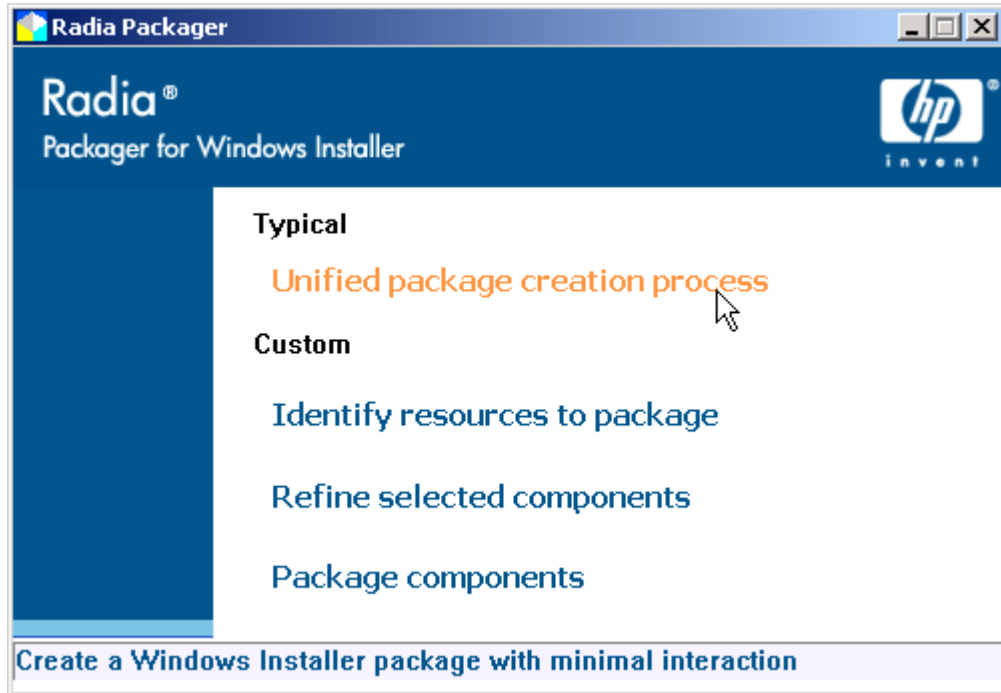 Radia Packager
Radia®
Packager for Windows Installer
hp®
invent
Typical
Unified package creation process
Custom
Identify resources to package
Refine selected components
Package components
Create a Windows Installer package with minimal interaction